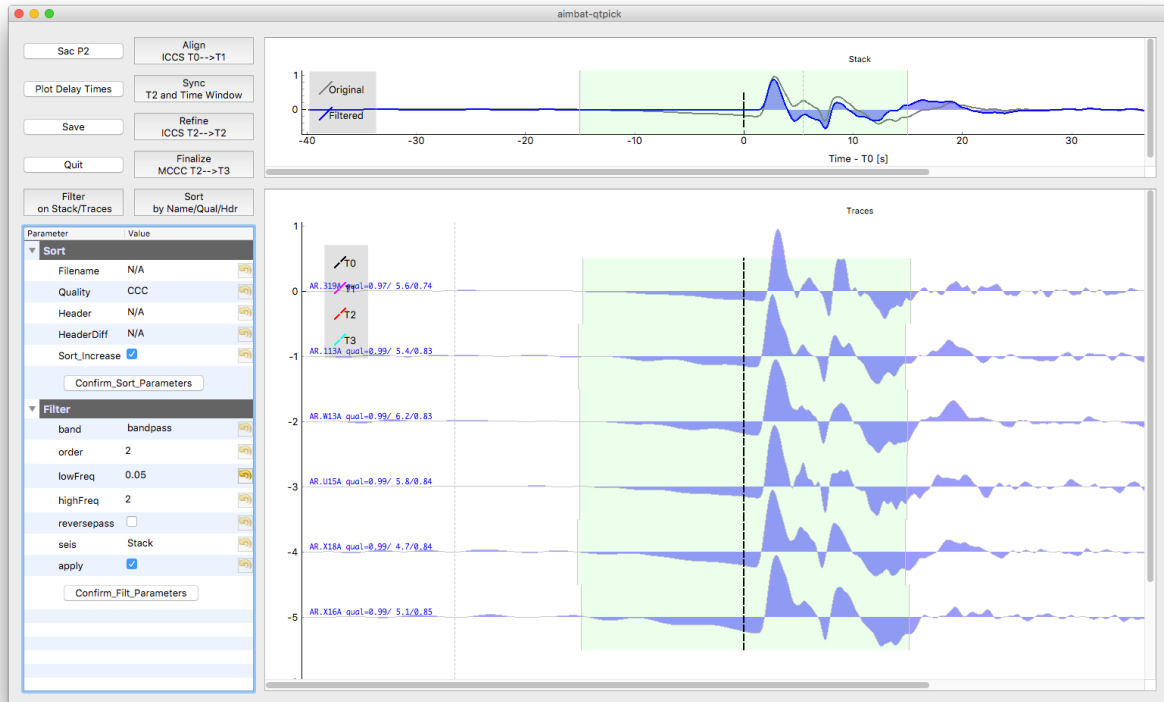 aimbat-qtpick
Sac P2
Align
ICCS T0-->T1
Plot Delay Times
Sync
T2 and Time Window
Save
Refine
ICCS T2-->T2
Quit
Finalize
MCCC T2-->T3
Filter
on Stack/Traces
Sort
by Name/Qual/Hdr
Parameter Value
Sort
Filename N/A
Quality CCC
Header N/A
HeaderDiff N/A
Sort_Increase
Confirm_Sort_Parameters
Filter
band bandpass
order 2
lowFreq 0.05
highFreq 2
reversepass
seis Stack
apply
Confirm_Filt_Parameters
Stack
1
0
Original
Filtered
-40 -30 -20 -10 0 10 20 30
Time - T0 [s]
Traces
1
T0
0 AR.319A qual=0.97/ 5.6/0.74
T1
T2
T3
-1 AR.113A qual=0.99/ 5.4/0.83
-2 AR.W13A qual=0.99/ 6.2/0.83
-3 AR.U15A qual=0.99/ 5.8/0.84
-4 AR.X18A qual=0.99/ 4.7/0.84
-5 AR.X16A qual=0.99/ 5.1/0.85